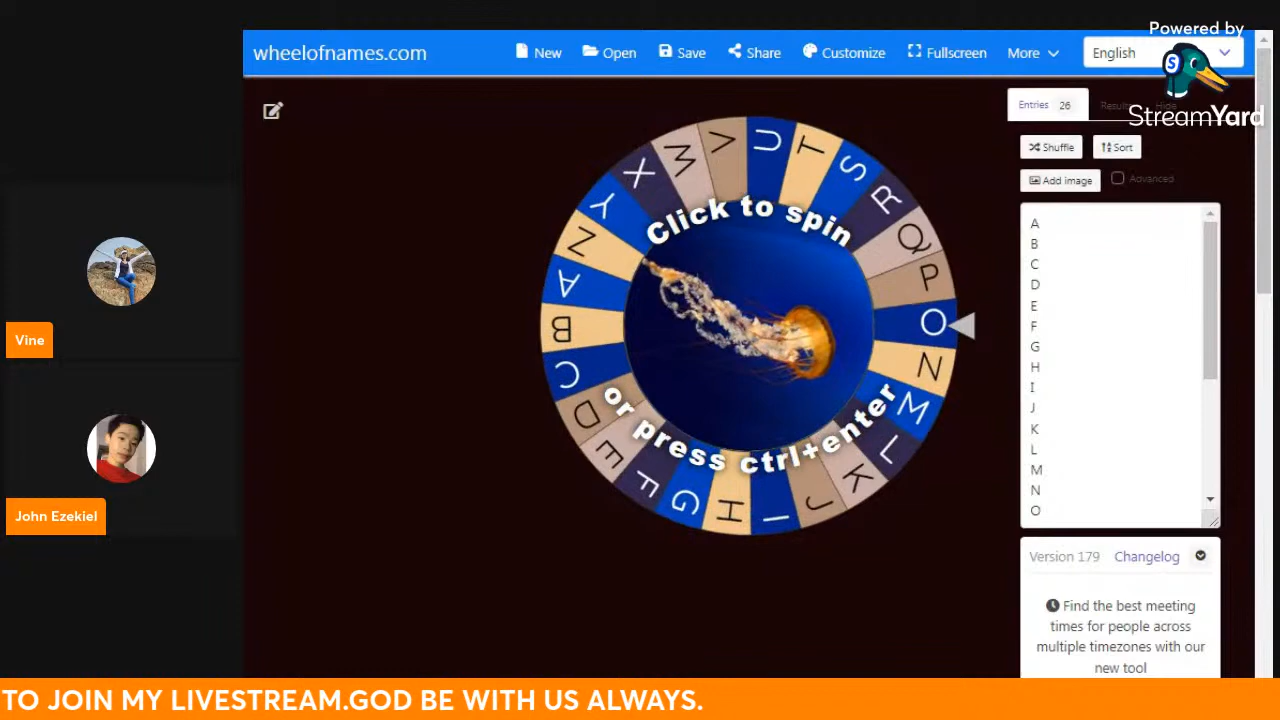 Powered by
StreamYard
wheelofnames.com
New
Open
Save
Share
Customize
Fullscreen
More
English
Entries 26
Results
Hide
Shuffle
Sort
Add image
Advanced
A
B
C
D
E
F
G
H
I
J
K
L
M
N
O
U
T
S
R
Q
P
O
N
M
L
K
J
I
H
G
F
E
D
C
B
A
Z
Y
X
V
Click to spin
or press ctrl+enter
Version 179 Changelog
Find the best meeting
times for people across
multiple timezones with our
new tool
Vine
John Ezekiel
TO JOIN MY LIVESTREAM.GOD BE WITH US ALWAYS.